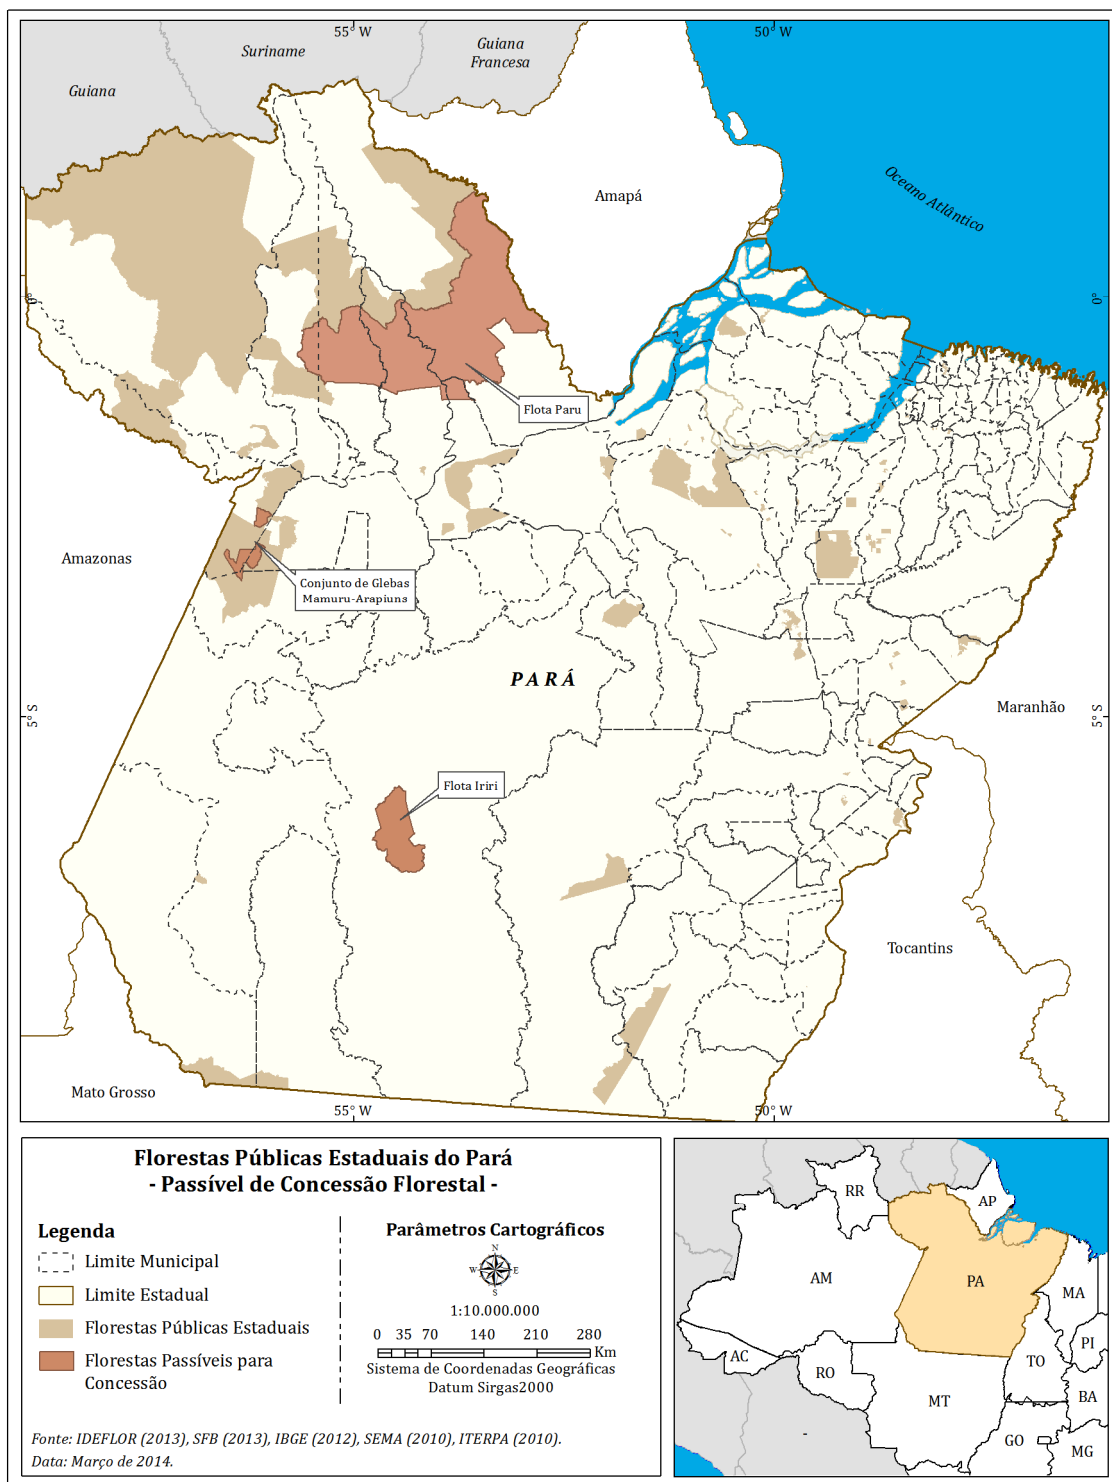 55° W
50° W
Suriname
Guiana
Francesa
Guiana
Amapá
Oceano Atlântico
0°
0°
Flota Paru
Amazonas
Conjunto de Glebas
Mamuru-Arapiuns
PARÁ
Maranhão
5° S
5° S
Flota Iriri
Tocantins
Mato Grosso
55° W
50° W
Florestas Públicas Estaduais do Pará
- Passível de Concessão Florestal -
Legenda
Limite Municipal
Limite Estadual
Florestas Públicas Estaduais
Florestas Passíveis para
Concessão
Parâmetros Cartográficos
N
W
E
S
1:10.000.000
0 35 70 140 210 280
Km
Sistema de Coordenadas Geográficas
Datum Sirgas2000
Fonte: IDEFLOR (2013), SFB (2013), IBGE (2012), SEMA (2010), ITERPA (2010).
Data: Março de 2014.
RR
AP
AM
PA
MA
PI
AC
RO
TO
BA
MT
GO
MG